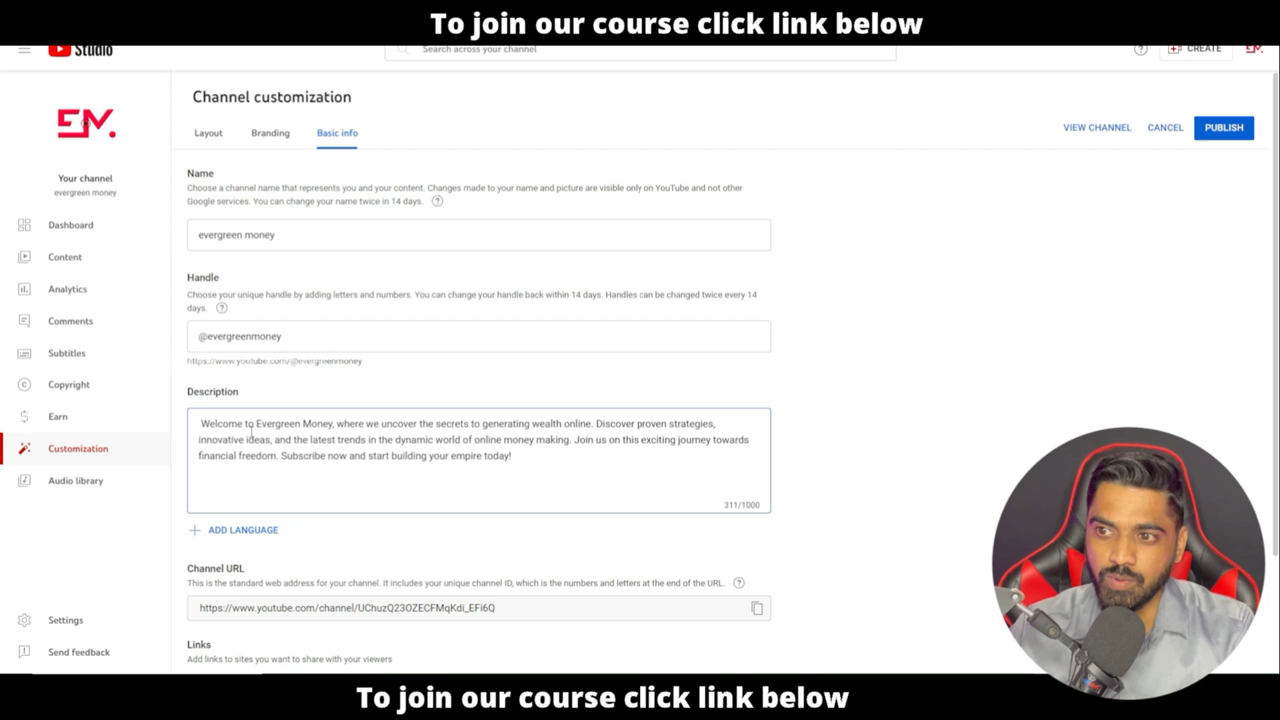 To join our course click link below
Studio
Search across your channel
CREATE
EM.
EM.
Channel customization
Layout
Branding
Basic info
VIEW CHANNEL
CANCEL
PUBLISH
Your channel
evergreen money
Dashboard
Content
Analytics
Comments
Subtitles
Copyright
Earn
Customization
Audio library
Settings
Send feedback
Name
Choose a channel name that represents you and your content. Changes made to your name and picture are visible only on YouTube and not other
Google services. You can change your name twice in 14 days.
evergreen money
Handle
Choose your unique handle by adding letters and numbers. You can change your handle back within 14 days. Handles can be changed twice every 14
days.
@evergreenmoney
https://www.youtube.com/@evergreenmoney
Description
Welcome to Evergreen Money, where we uncover the secrets to generating wealth online. Discover proven strategies,
innovative ideas, and the latest trends in the dynamic world of online money making. Join us on this exciting journey towards
financial freedom. Subscribe now and start building your empire today!
311/1000
ADD LANGUAGE
Channel URL
This is the standard web address for your channel. It includes your unique channel ID, which is the numbers and letters at the end of the URL.
https://www.youtube.com/channel/UChuzQ23OZECFMqKdi_EFi6Q
Links
Add links to sites you want to share with your viewers
To join our course click link below